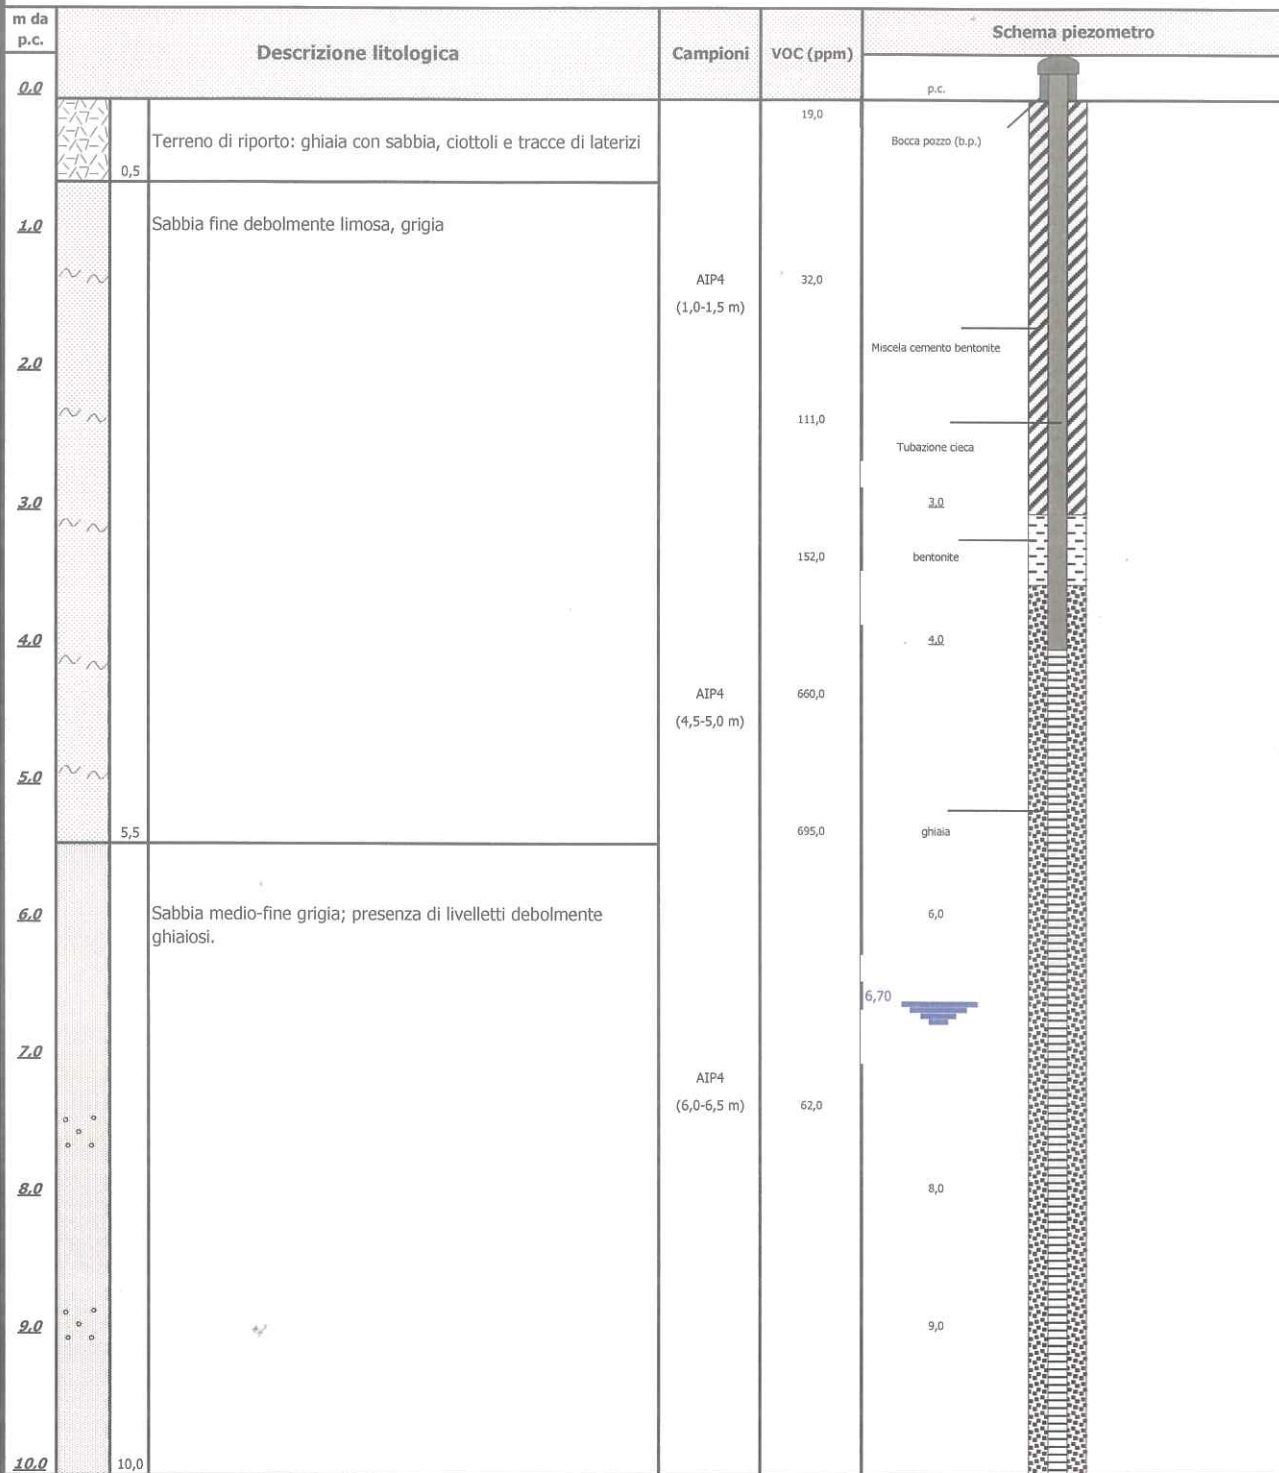 m da
p.c.
Descrizione litologica
Campioni
VOC (ppm)
Schema piezometro
0,0
p.c.
19,0
Terreno di riporto: ghiaia con sabbia, ciottoli e tracce di laterizi
Bocca pozzo (b.p.)
0,5
1,0
Sabbia fine debolmente limosa, grigia
AIP4
32,0
(1,0-1,5 m)
Miscela cemento bentonite
2,0
111,0
Tubazione cieca
3,0
3,0
152,0
bentonite
4,0
4,0
AIP4
660,0
(4,5-5,0 m)
5,0
5,5
695,0
ghiaia
6,0
Sabbia medio-fine grigia; presenza di livelletti debolmente
ghiaiosi.
6,0
6,70
7,0
AIP4
(6,0-6,5 m)
62,0
8,0
8,0
9,0
9,0
10,0
10,0